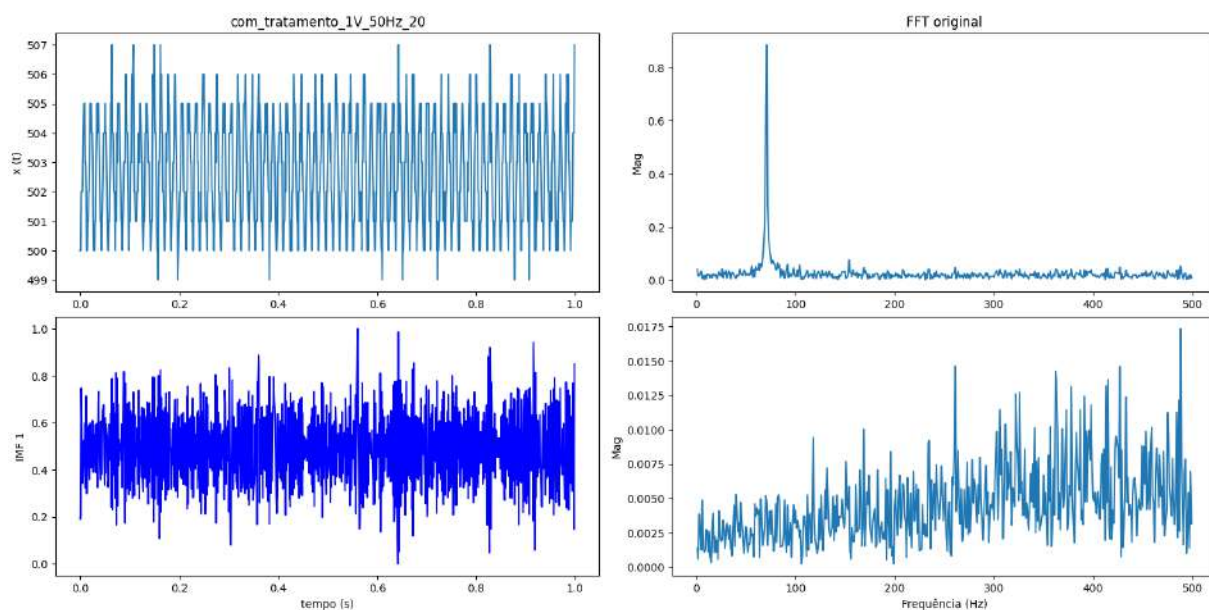 com_tratamento_1V_50Hz_20
507
506
505
504
503
502
501
500
499
x (t)
0.0 0.2 0.4 0.6 0.8 1.0
FFT original
0.8
0.6
0.4
0.2
0.0
Mag
0 100 200 300 400 500
1.0
0.8
0.6
0.4
0.2
0.0
IMF 1
0.0 0.2 0.4 0.6 0.8 1.0
tempo (s)
0.0175
0.0150
0.0125
0.0100
0.0075
0.0050
0.0025
0.0000
Mag
0 100 200 300 400 500
Frequência (Hz)